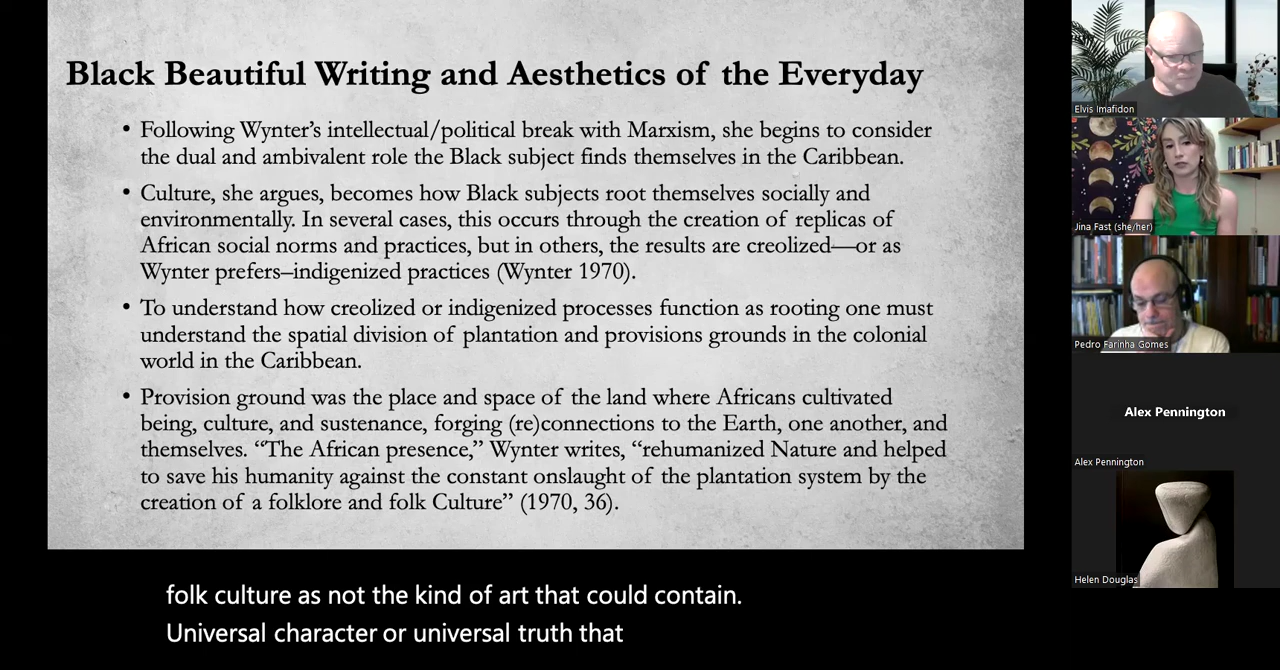 Black Beautiful Writing and Aesthetics of the Everyday
• Following Wynter’s intellectual/political break with Marxism, she begins to consider
the dual and ambivalent role the Black subject finds themselves in the Caribbean.
• Culture, she argues, becomes how Black subjects root themselves socially and
environmentally. In several cases, this occurs through the creation of replicas of
African social norms and practices, but in others, the results are creolized—or as
Wynter prefers–indigenized practices (Wynter 1970).
• To understand how creolized or indigenized processes function as rooting one must
understand the spatial division of plantation and provisions grounds in the colonial
world in the Caribbean.
• Provision ground was the place and space of the land where Africans cultivated
being, culture, and sustenance, forging (re)connections to the Earth, one another, and
themselves. “The African presence,” Wynter writes, “rehumanized Nature and helped
to save his humanity against the constant onslaught of the plantation system by the
creation of a folklore and folk Culture” (1970, 36).
folk culture as not the kind of art that could contain.
Universal character or universal truth that
Elvis Imafidon
Jina Fast (she/her)
Pedro Farinha Gomes
Alex Pennington
Alex Pennington
Helen Douglas